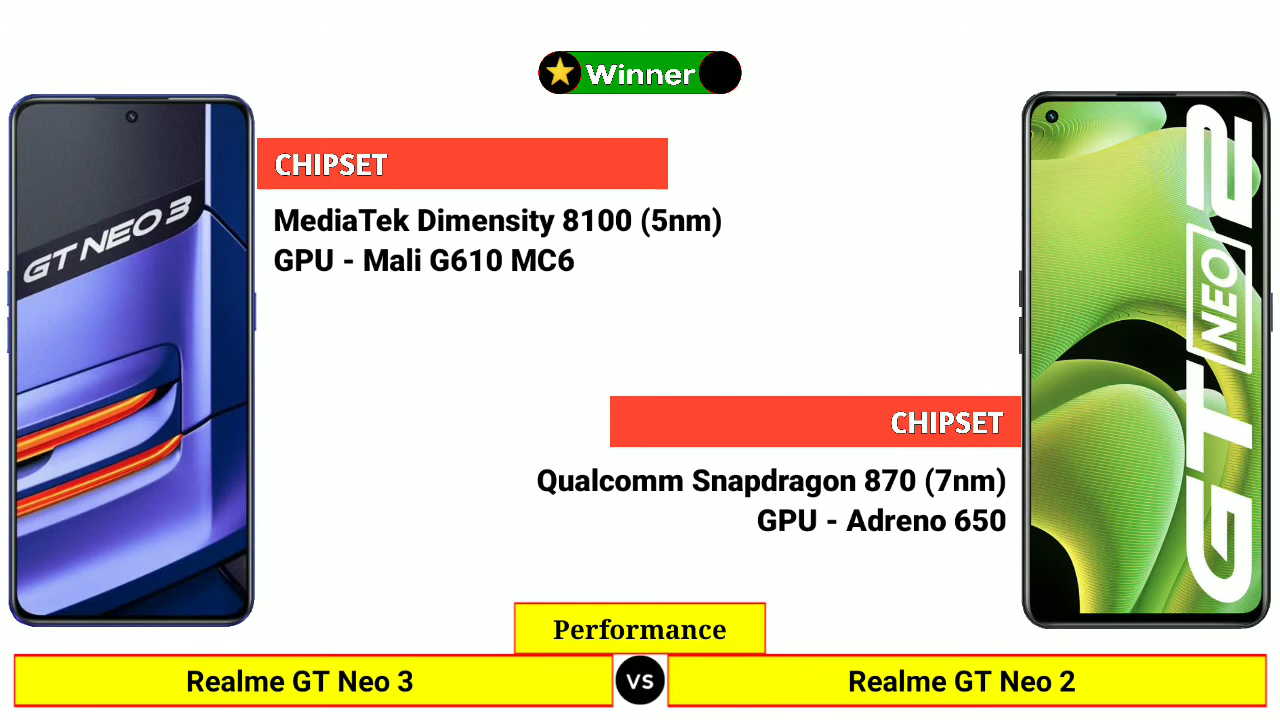 Winner
GT NEO 3
CHIPSET
MediaTek Dimensity 8100 (5nm)
GPU - Mali G610 MC6
GT NEO 2
CHIPSET
Qualcomm Snapdragon 870 (7nm)
GPU - Adreno 650
Performance
Realme GT Neo 3
VS
Realme GT Neo 2